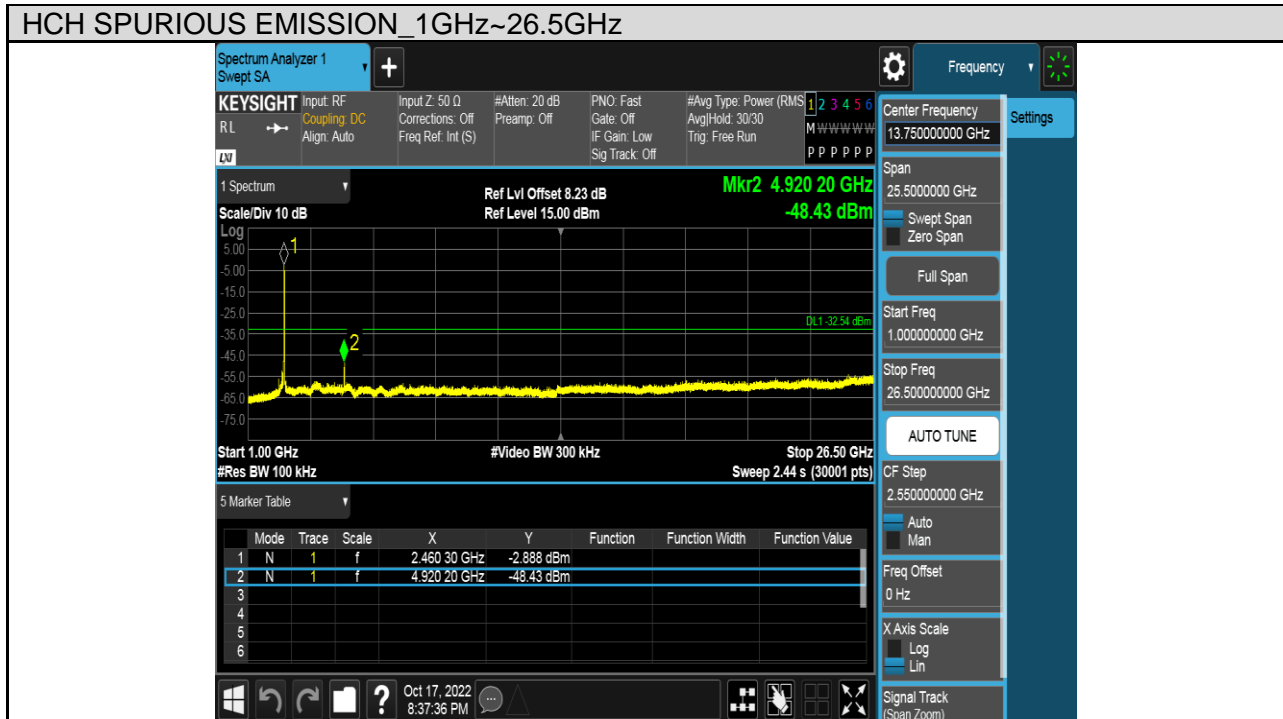 HCH SPURIOUS EMISSION_1GHz~26.5GHz
Spectrum Analyzer 1
Swept SA
Frequency
KEYSIGHT
RL
LXI
Input: RF
Coupling: DC
Align: Auto
Input Z: 50 Ω
Corrections: Off
Freq Ref: Int (S)
#Atten: 20 dB
Preamp: Off
PNO: Fast
Gate: Off
IF Gain: Low
Sig Track: Off
#Avg Type: Power (RMS
Avg|Hold: 30/30
Trig: Free Run
1 2 3 4 5 6
M W W W W W
P P P P P P
1 Spectrum
Scale/Div 10 dB
Ref Lvl Offset 8.23 dB
Ref Level 15.00 dBm
Mkr2 4.920 20 GHz
-48.43 dBm
Log
5.00
-5.00
-15.0
-25.0
-35.0
-45.0
-55.0
-65.0
-75.0
1
2
DL1 -32.54 dBm
Start 1.00 GHz
#Res BW 100 kHz
#Video BW 300 kHz
Stop 26.50 GHz
Sweep 2.44 s (30001 pts)
5 Marker Table
Mode Trace Scale X Y Function Function Width Function Value
1 N 1 f 2.460 30 GHz -2.888 dBm
2 N 1 f 4.920 20 GHz -48.43 dBm
3
4
5
6
Oct 17, 2022
8:37:36 PM
Center Frequency
13.75000000 GHz
Settings
Span
25.5000000 GHz
Swept Span
Zero Span
Full Span
Start Freq
1.000000000 GHz
Stop Freq
26.500000000 GHz
AUTO TUNE
CF Step
2.550000000 GHz
Auto
Man
Freq Offset
0 Hz
X Axis Scale
Log
Lin
Signal Track
(Span Zoom)